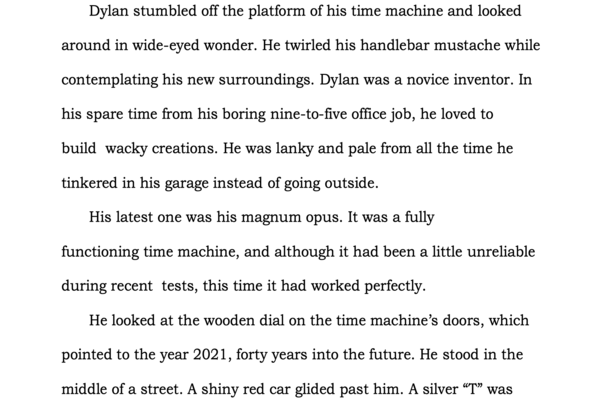 Dylan stumbled off the platform of his time machine and looked
around in wide-eyed wonder. He twirled his handlebar mustache while
contemplating his new surroundings. Dylan was a novice inventor. In
his spare time from his boring nine-to-five office job, he loved to
build  wacky creations. He was lanky and pale from all the time he
tinkered in his garage instead of going outside.
His latest one was his magnum opus. It was a fully
functioning time machine, and although it had been a little unreliable
during recent  tests, this time it had worked perfectly.
He looked at the wooden dial on the time machine’s doors, which
pointed to the year 2021, forty years into the future. He stood in the
middle of a street. A shiny red car glided past him. A silver “T” was